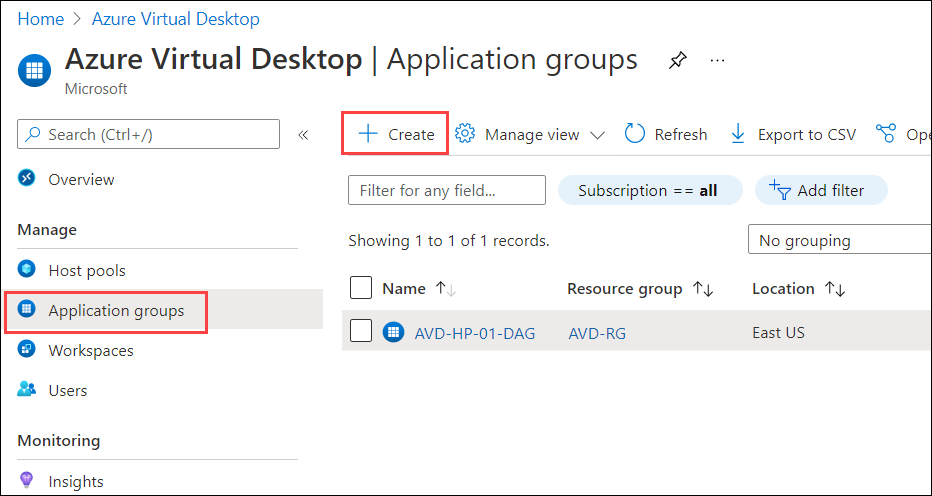 Home > Azure Virtual Desktop
Azure Virtual Desktop | Application groups
Microsoft
Search (Ctrl+/)
«
Overview
Manage
Host pools
Application groups
Workspaces
Users
Monitoring
Insights
+ Create Manage view Refresh Export to CSV Ope
Filter for any field... Subscription == all Add filter
Showing 1 to 1 of 1 records. No grouping
Name ↑↓ Resource group ↑↓ Location ↑↓
AVD-HP-01-DAG AVD-RG East US